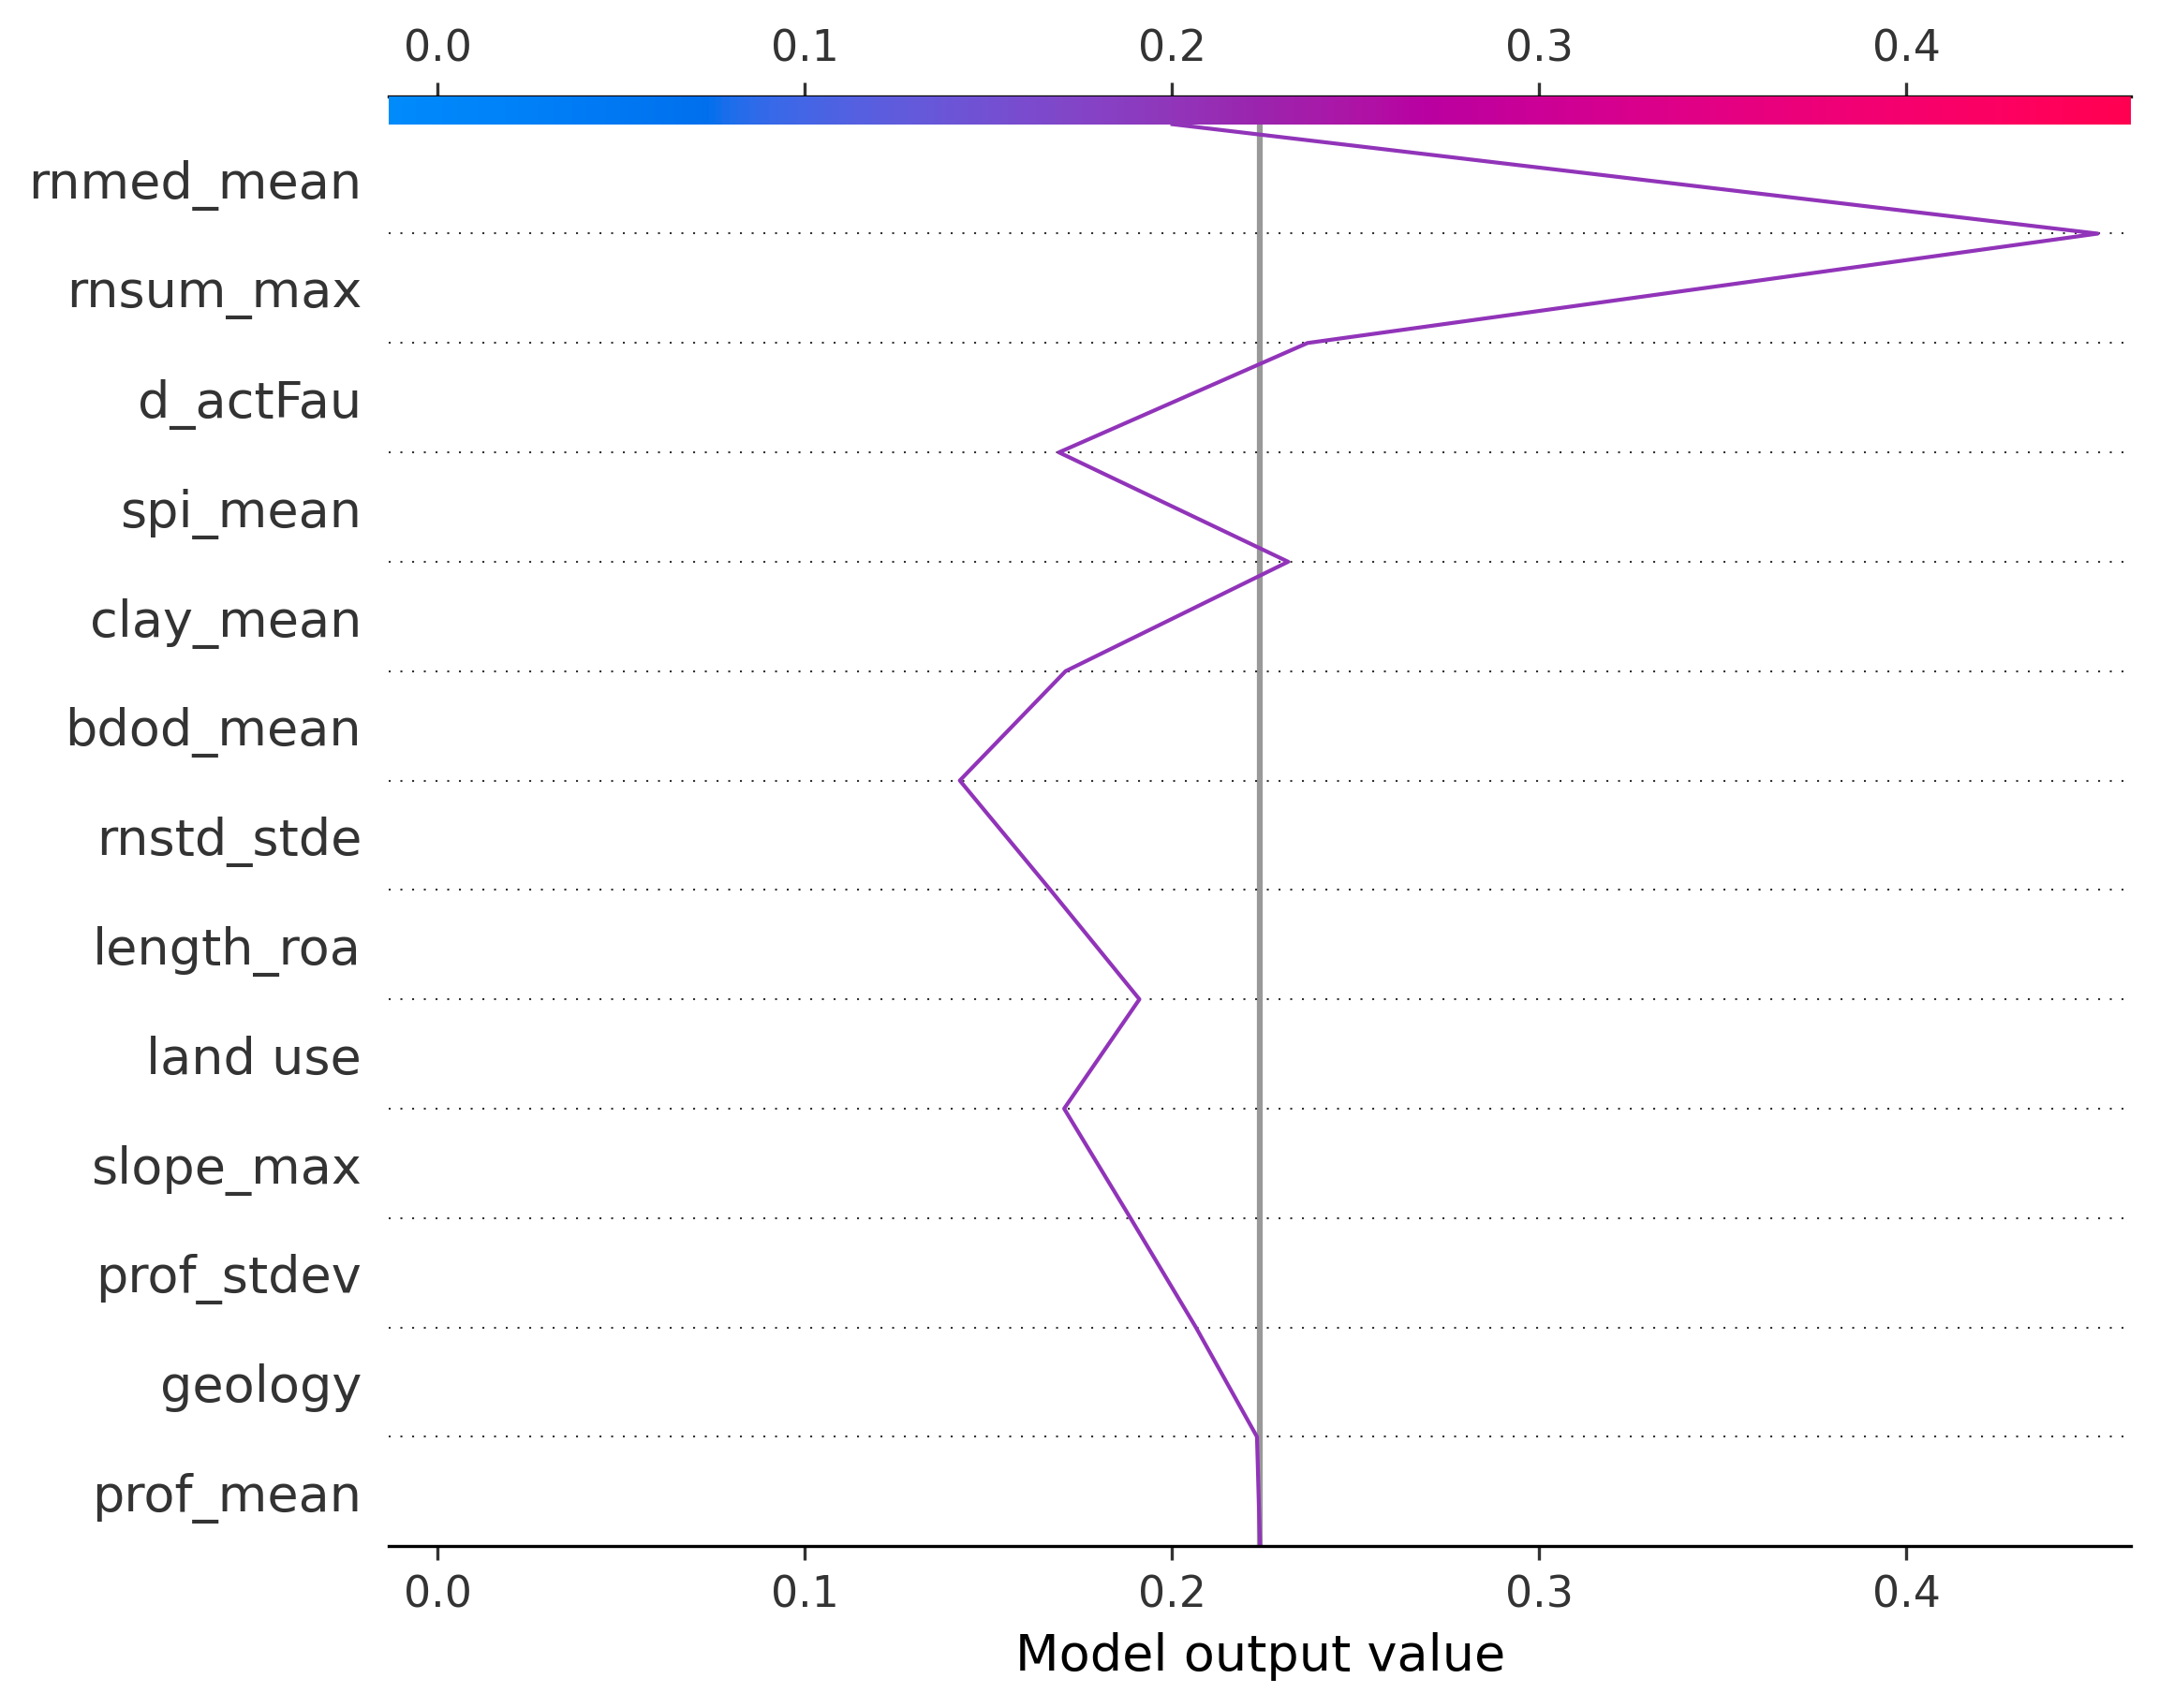 0.0 0.1 0.2 0.3 0.4
rnmed_mean
rnsum_max
d_actFau
spi_mean
clay_mean
bdod_mean
rnstd_stde
length_roa
land use
slope_max
prof_stdev
geology
prof_mean
0.0 0.1 0.2 0.3 0.4
Model output value